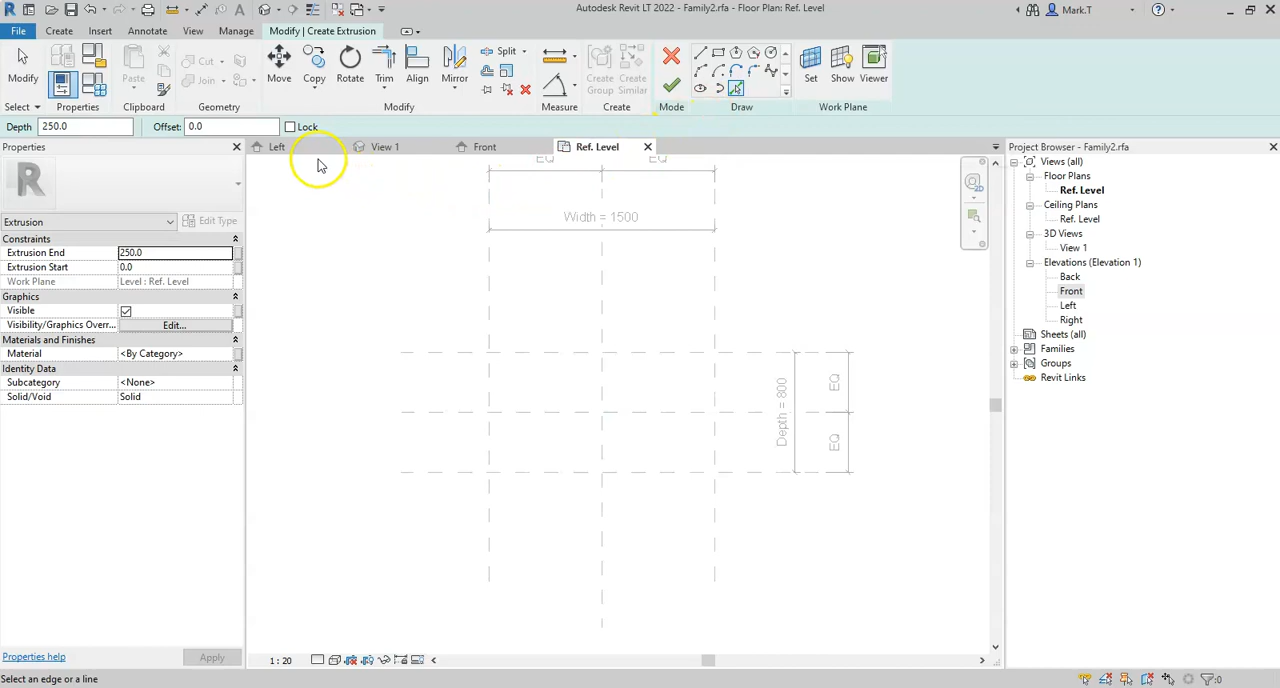 Autodesk Revit LT 2022 - Family2.rfa - Floor Plan: Ref. Level
Mark.T
File Create Insert Annotate View Manage Modify | Create Extrusion
Modify Paste Cut Join Move Copy Rotate Trim Align Mirror Split Create Group Create Similar Set Show Viewer
Select Properties Clipboard Geometry Modify Measure Create Mode Draw Work Plane
Depth 250.0 Offset: 0.0 Lock
Properties
Left View 1 Front Ref. Level
Project Browser - Family2.rfa
Extrusion Edit Type
Constraints
Extrusion End 250.0
Extrusion Start 0.0
Work Plane Level : Ref. Level
Graphics
Visible
Visibility/Graphics Overr... Edit...
Materials and Finishes
Material <By Category>
Identity Data
Subcategory <None>
Solid/Void Solid
EQ EQ
Width = 1500
Depth = 800
EQ
EQ
Views (all)
Floor Plans
Ref. Level
Ceiling Plans
Ref. Level
3D Views
View 1
Elevations (Elevation 1)
Back
Front
Left
Right
Sheets (all)
Families
Groups
Revit Links
Properties help Apply
1 : 20
Select an edge or a line
:0